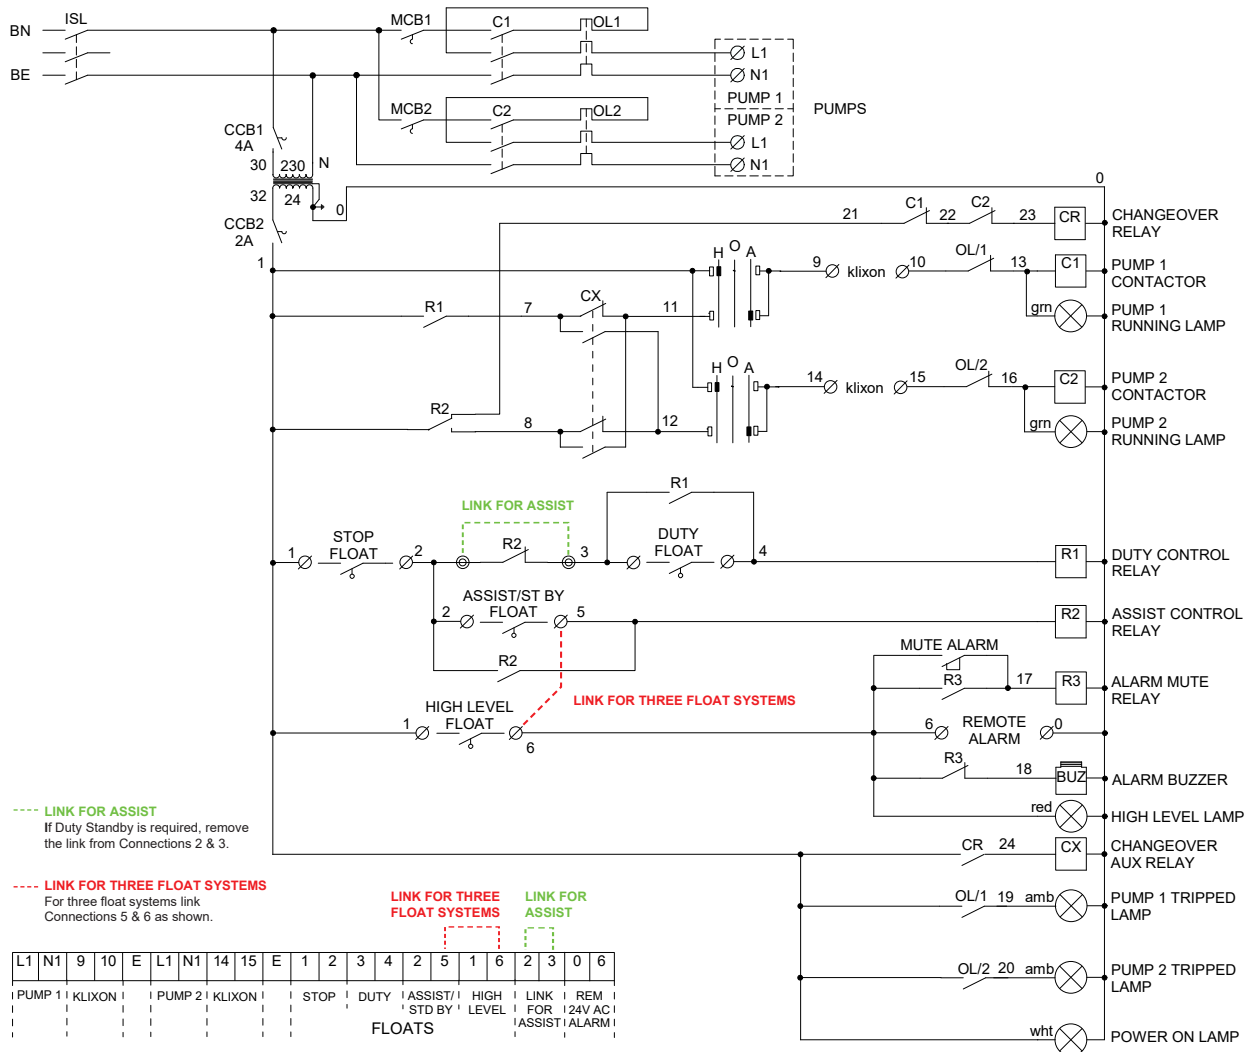 BN
ISL
MCB1
C1
OL1
L1
BE
N1
PUMP 1
PUMPS
MCB2
C2
OL2
PUMP 2
L1
N1
CCB1
4A
30
230
N
32
24
0
0
CCB2
2A
21
C1
22
C2
23
CR
CHANGEOVER
RELAY
1
H O A
9
klixon
10
OL/1
13
C1
PUMP 1
CONTACTOR
R1
7
CX
11
grn
PUMP 1
RUNNING LAMP
H O A
14
klixon
15
OL/2
16
C2
PUMP 2
CONTACTOR
R2
8
12
grn
PUMP 2
RUNNING LAMP
R1
LINK FOR ASSIST
STOP
FLOAT
1
2
R2
3
DUTY
FLOAT
4
R1
DUTY CONTROL
RELAY
ASSIST/ST BY
FLOAT
2
5
R2
ASSIST CONTROL
RELAY
R2
MUTE ALARM
R3
17
R3
ALARM MUTE
RELAY
LINK FOR THREE FLOAT SYSTEMS
HIGH LEVEL
FLOAT
1
6
6
REMOTE
ALARM
0
R3
18
BUZ
ALARM BUZZER
red
HIGH LEVEL LAMP
LINK FOR ASSIST
If Duty Standby is required, remove
the link from Connections 2 & 3.
CR
24
CX
CHANGEOVER
AUX RELAY
LINK FOR THREE FLOAT SYSTEMS
For three float systems link
Connections 5 & 6 as shown.
OL/1
19
amb
PUMP 1 TRIPPED
LAMP
OL/2
20
amb
PUMP 2 TRIPPED
LAMP
wht
POWER ON LAMP
LINK FOR THREE
FLOAT SYSTEMS
LINK FOR
ASSIST
L1 N1 9 10 E L1 N1 14 15 E 1 2 3 4 2 5 1 6 2 3 0 6
PUMP 1 KLIXON PUMP 2 KLIXON STOP DUTY ASSIST/
STD BY HIGH
LEVEL LINK
FOR
ASSIST REM
24V AC
ALARM
FLOATS